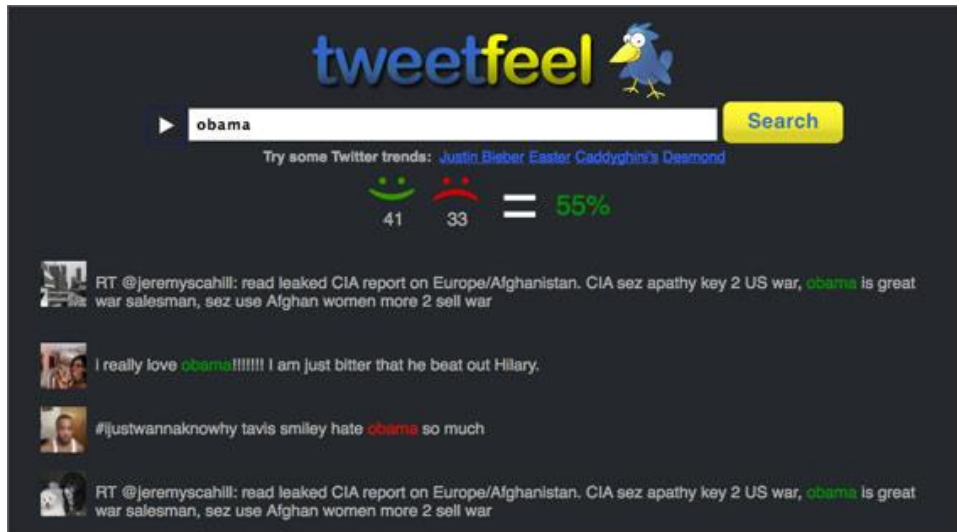 tweetfeel
obama
Search
Try some Twitter trends: Justin Bieber Easter Caddyghini's Desmond
41 33 = 55%
RT @jeremyscahill: read leaked CIA report on Europe/Afghanistan. CIA sez apathy key 2 US war, obama is great
war salesman, sez use Afghan women more 2 sell war
i really love obama!!!!!!! I am just bitter that he beat out Hilary.
#ijustwannaknowhy tavis smiley hate obama so much
RT @jeremyscahill: read leaked CIA report on Europe/Afghanistan. CIA sez apathy key 2 US war, obama is great
war salesman, sez use Afghan women more 2 sell war